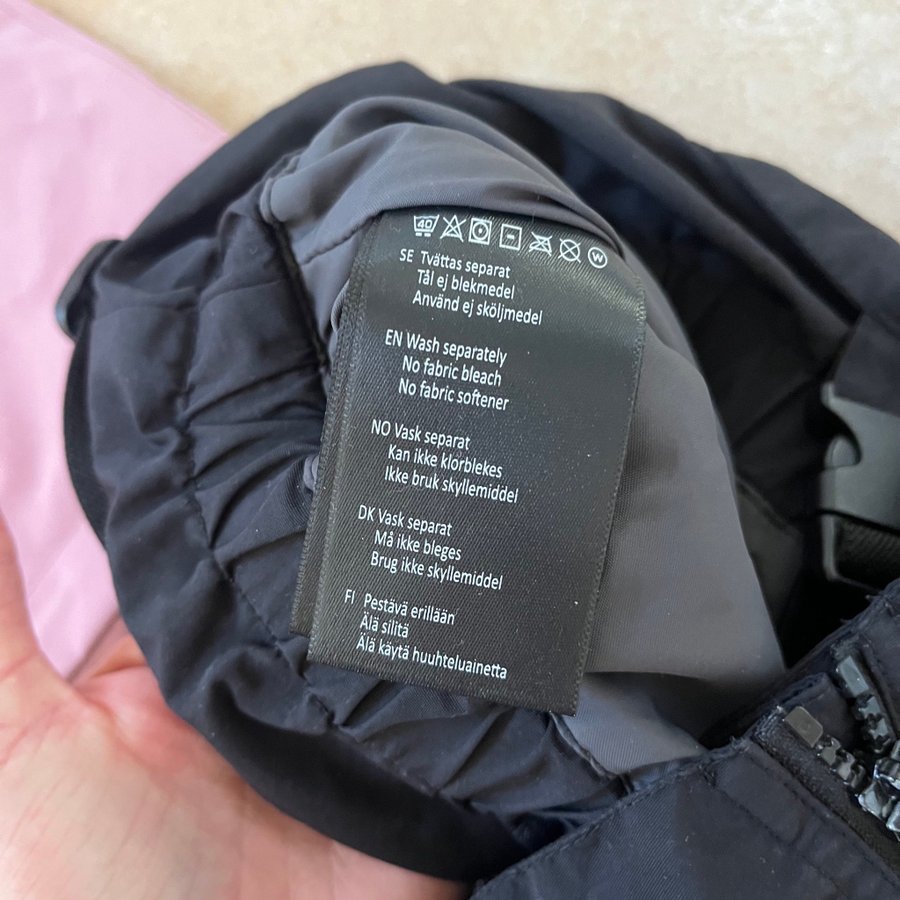 40 W
SE Tvättas separat
Tål ej blekmedel
Använd ej sköljmedel
EN Wash separately
No fabric bleach
No fabric softener
NO Vask separat
Kan ikke klorblekes
Ikke bruk skyllemiddel
DK Vask separat
Må ikke bleges
Brug ikke skyllemiddel
FI Pestävä erillään
Älä silitä
Älä käytä huuhteluainetta